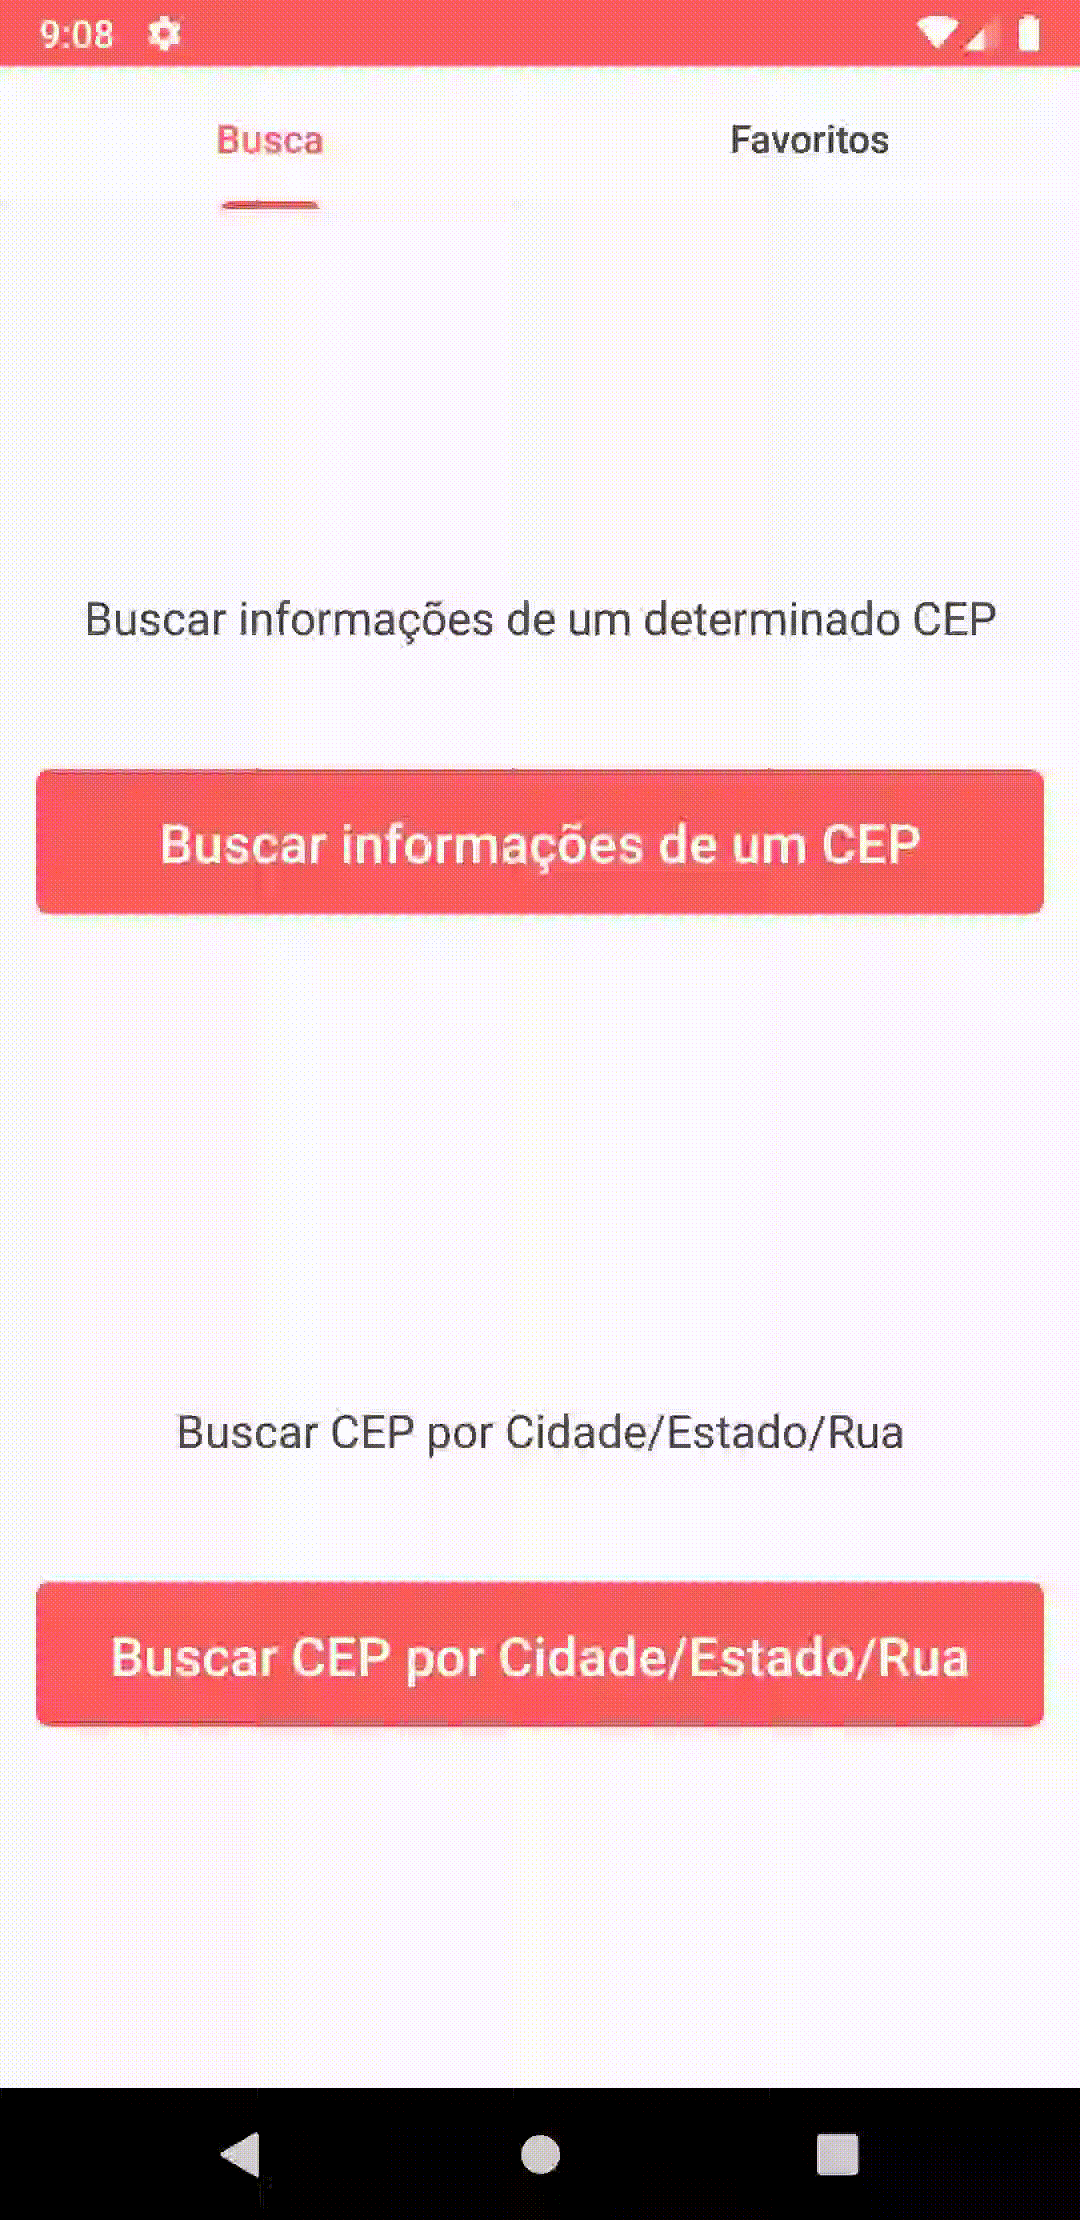 9:08
Busca
Favoritos
Buscar informações de um determinado CEP
Buscar informações de um CEP
Buscar CEP por Cidade/Estado/Rua
Buscar CEP por Cidade/Estado/Rua